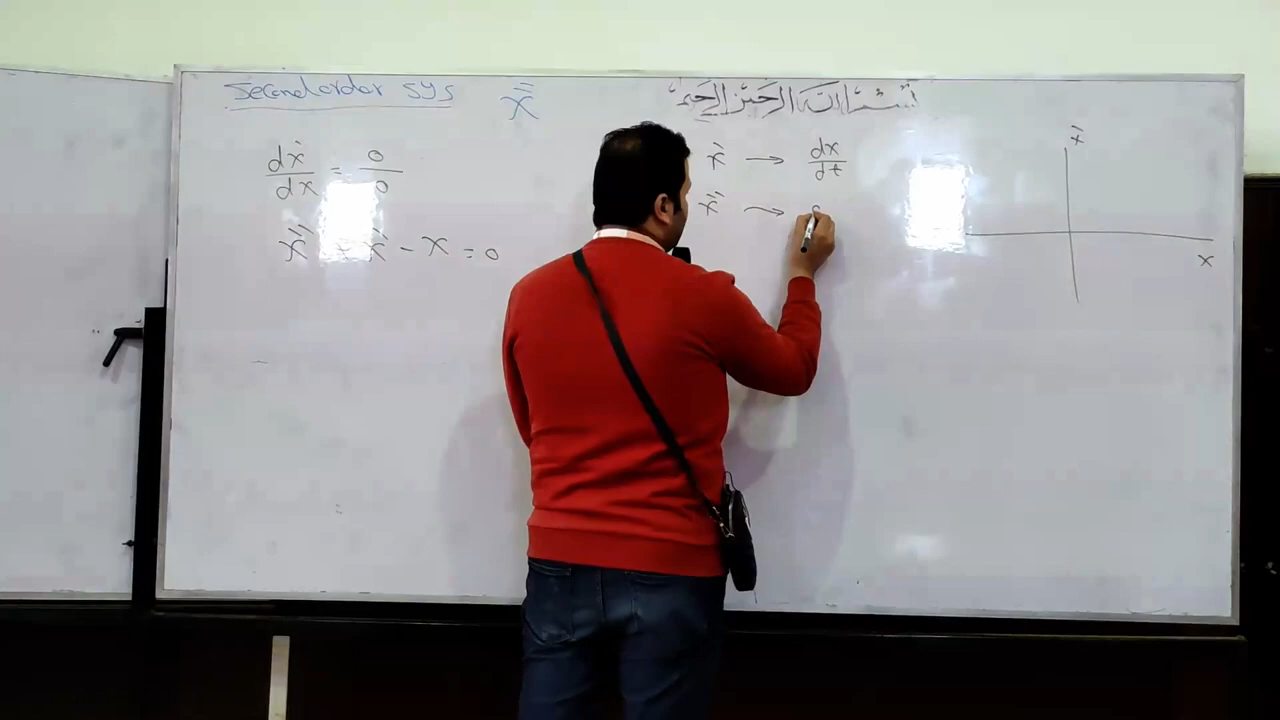 Second order sys ẍ
بسم الله الرحمن الرحيم
dẋ/dx = 0/0
ẍ + ẋ - x = 0
ẋ → dx/dt
ẍ →
ẋ
x